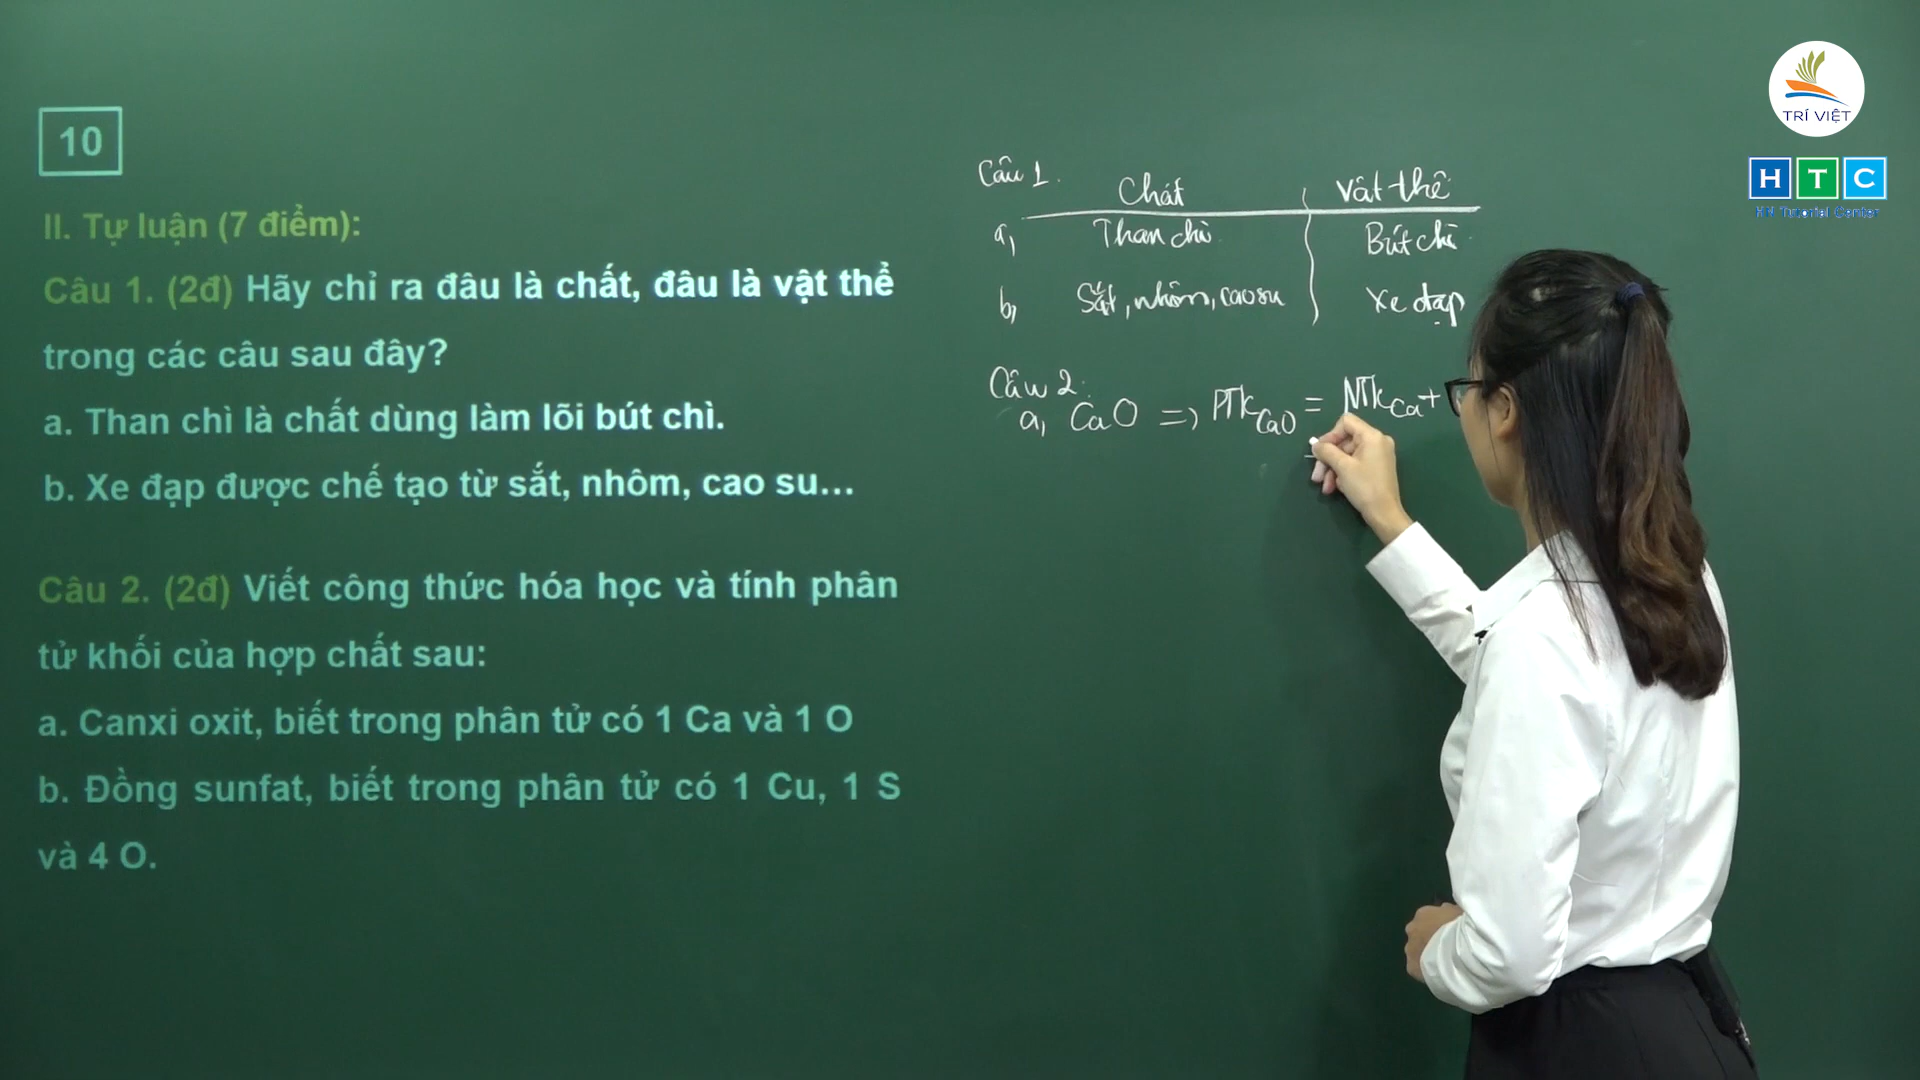 10
II. Tự luận (7 điểm):
Câu 1. (2đ) Hãy chỉ ra đâu là chất, đâu là vật thể
trong các câu sau đây?
a. Than chì là chất dùng làm lõi bút chì.
b. Xe đạp được chế tạo từ sắt, nhôm, cao su...
Câu 2. (2đ) Viết công thức hóa học và tính phân
tử khối của hợp chất sau:
a. Canxi oxit, biết trong phân tử có 1 Ca và 1 O
b. Đồng sunfat, biết trong phân tử có 1 Cu, 1 S
và 4 O.
Câu 1. Chất Vật thể
a, Than chì Bút chì
b, Sắt, nhôm, cao su Xe đạp
Câu 2:
a, CaO => PTK CaO = NTK Ca +
TRÍ VIỆT
HTC
HN Tutorial Center